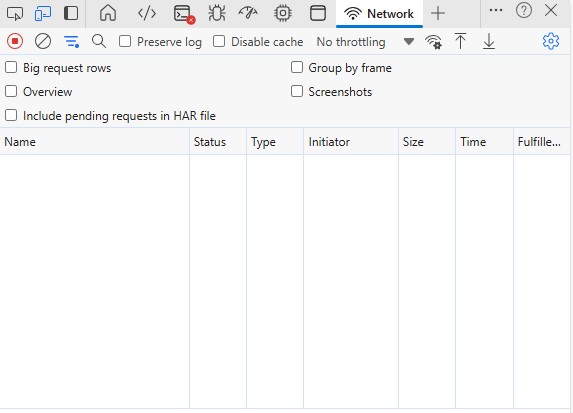 Network
Preserve log Disable cache No throttling
Big request rows Group by frame
Overview Screenshots
Include pending requests in HAR file
Name Status Type Initiator Size Time Fulfille...